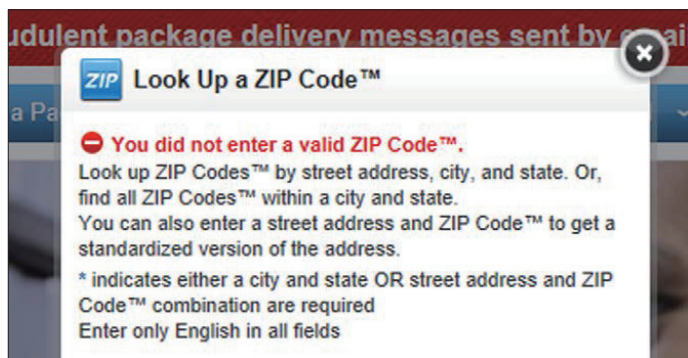 udulent package delivery messages sent by
ZIP Look Up a ZIP Code™
a
You did not enter a valid ZIP Code™.
Look up ZIP Codes™ by street address, city, and state. Or,
find all ZIP Codes™ within a city and state.
You can also enter a street address and ZIP Code™ to get a
standardized version of the address.
* indicates either a city and state OR street address and ZIP
Code™ combination are required
Enter only English in all fields